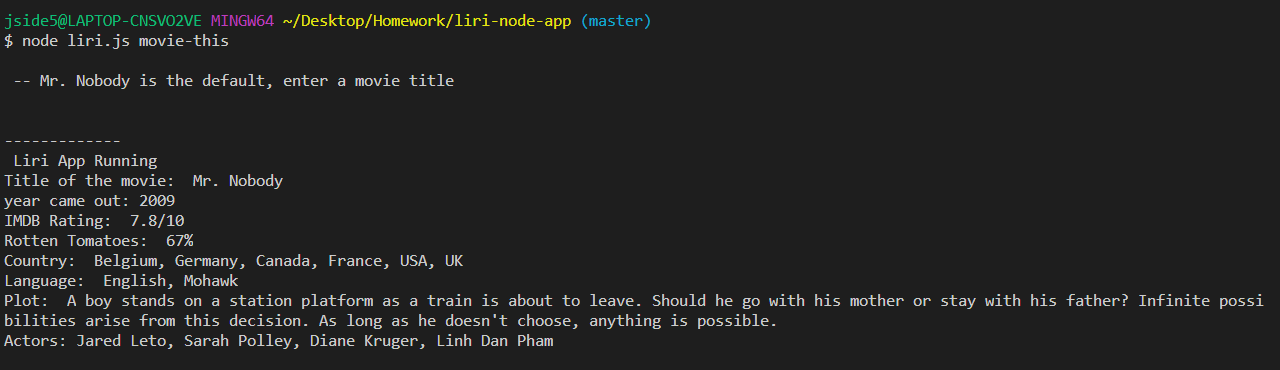 jside5@LAPTOP-CNSVO2VE MINGW64 ~/Desktop/Homework/liri-node-app (master)
$ node liri.js movie-this
-- Mr. Nobody is the default, enter a movie title
-------------
Liri App Running
Title of the movie:  Mr. Nobody
year came out: 2009
IMDB Rating:  7.8/10
Rotten Tomatoes:  67%
Country:  Belgium, Germany, Canada, France, USA, UK
Language:  English, Mohawk
Plot:  A boy stands on a station platform as a train is about to leave. Should he go with his mother or stay with his father? Infinite possi
bilities arise from this decision. As long as he doesn't choose, anything is possible.
Actors: Jared Leto, Sarah Polley, Diane Kruger, Linh Dan Pham